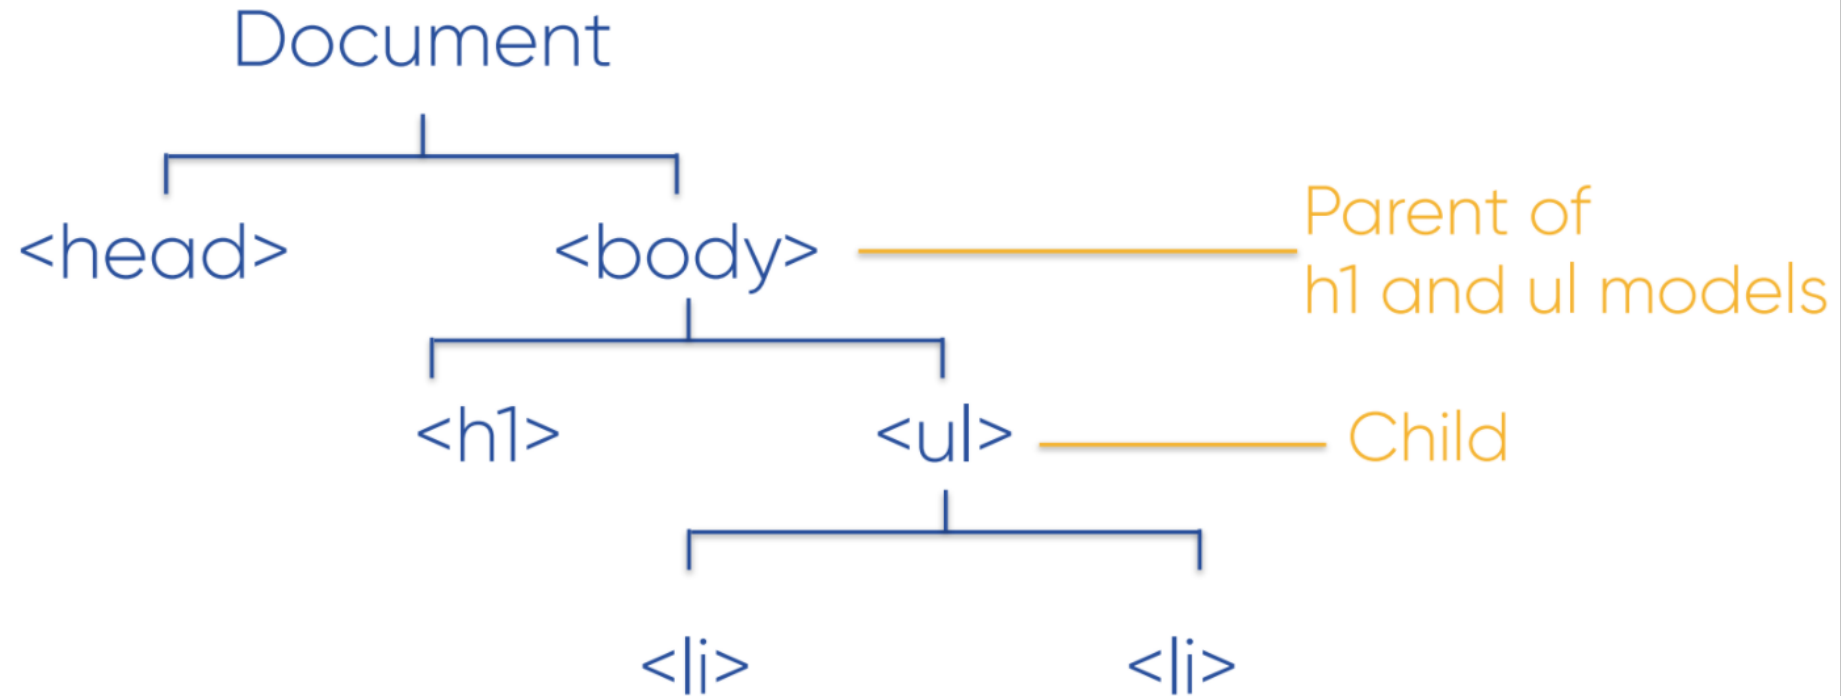 Document
<head>
<body>
Parent of
h1 and ul models
<h1>
<ul>
Child
<li>
<li>